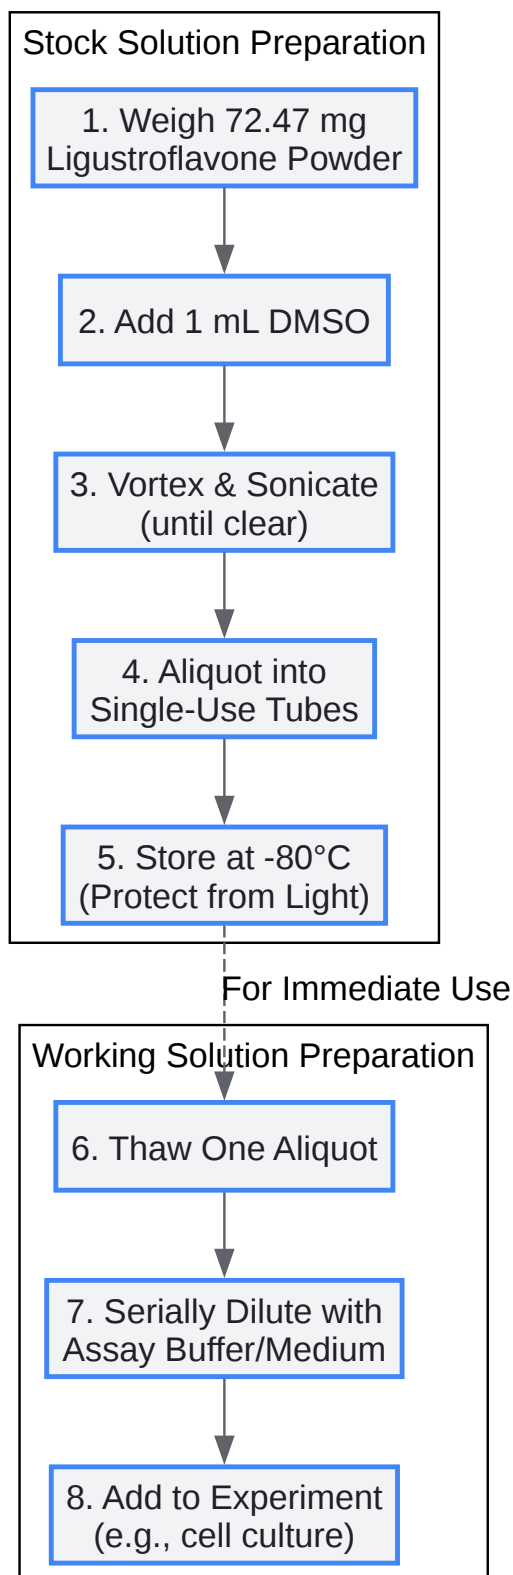 Stock Solution Preparation
1. Weigh 72.47 mg
Ligustroflavone Powder
2. Add 1 mL DMSO
3. Vortex & Sonicate
(until clear)
4. Aliquot into
Single-Use Tubes
5. Store at -80°C
(Protect from Light)
For Immediate Use
Working Solution Preparation
6. Thaw One Aliquot
7. Serially Dilute with
Assay Buffer/Medium
8. Add to Experiment
(e.g., cell culture)